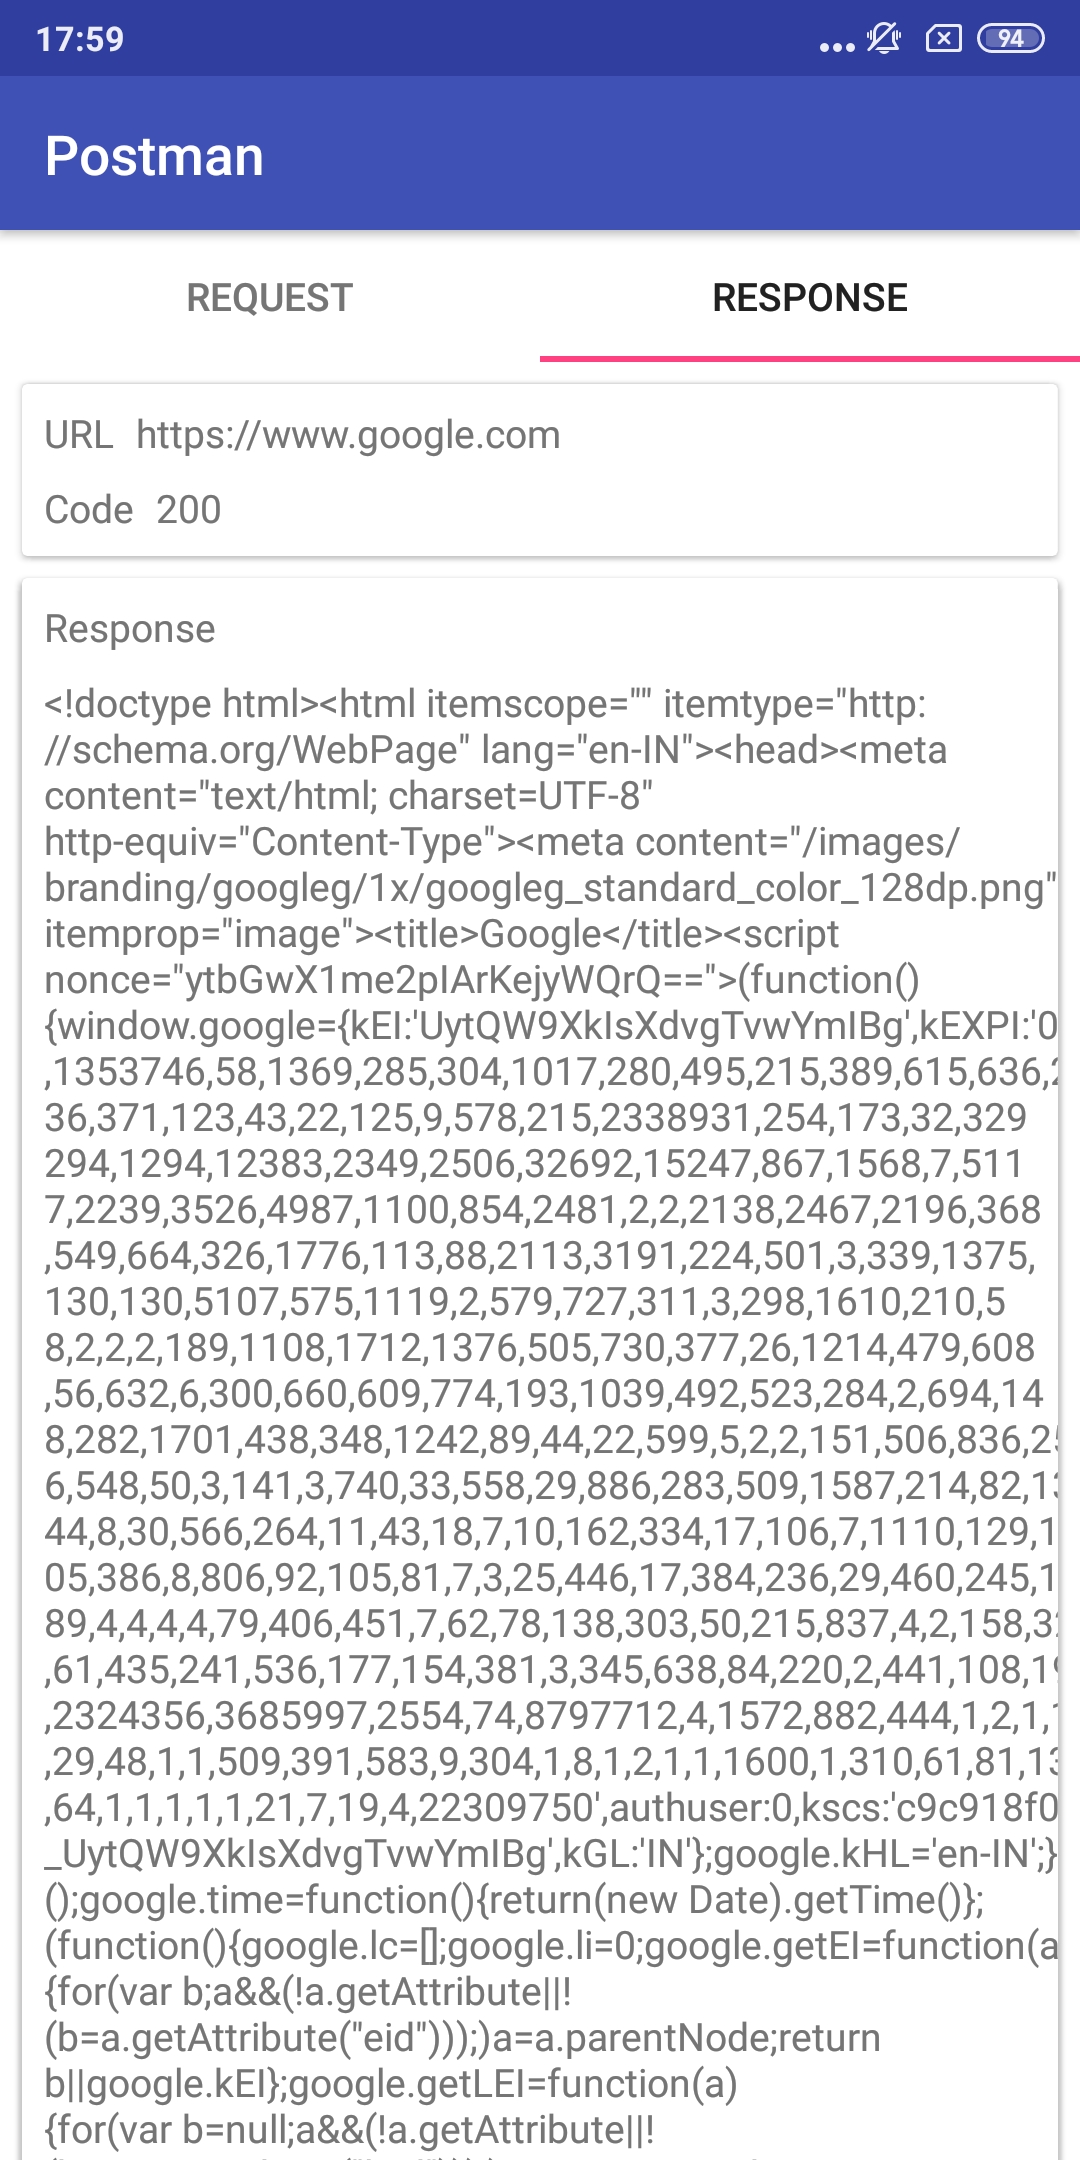 17:59
94
Postman
REQUEST
RESPONSE
URL https://www.google.com
Code 200
Response
<!doctype html><html itemscope="" itemtype="http:
//schema.org/WebPage" lang="en-IN"><head><meta
content="text/html; charset=UTF-8"
http-equiv="Content-Type"><meta content="/images/
branding/googleg/1x/googleg_standard_color_128dp.png"
itemprop="image"><title>Google</title><script
nonce="ytbGwX1me2pIArKejyWQrQ==">(function()
{window.google={kEI:'UytQW9XkIsXdvgTvwYmIBg',kEXPI:'0
,1353746,58,1369,285,304,1017,280,495,215,389,615,636,2
36,371,123,43,22,125,9,578,215,2338931,254,173,32,329
294,1294,12383,2349,2506,32692,15247,867,1568,7,511
7,2239,3526,4987,1100,854,2481,2,2,2138,2467,2196,368
,549,664,326,1776,113,88,2113,3191,224,501,3,339,1375,
130,130,5107,575,1119,2,579,727,311,3,298,1610,210,5
8,2,2,2,189,1108,1712,1376,505,730,377,26,1214,479,608
,56,632,6,300,660,609,774,193,1039,492,523,284,2,694,14
8,282,1701,438,348,1242,89,44,22,599,5,2,2,151,506,836,25
6,548,50,3,141,3,740,33,558,29,886,283,509,1587,214,82,13
44,8,30,566,264,11,43,18,7,10,162,334,17,106,7,1110,129,1
05,386,8,806,92,105,81,7,3,25,446,17,384,236,29,460,245,1
89,4,4,4,4,79,406,451,7,62,78,138,303,50,215,837,4,2,158,32
,61,435,241,536,177,154,381,3,345,638,84,220,2,441,108,19
,2324356,3685997,2554,74,8797712,4,1572,882,444,1,2,1,1
,29,48,1,1,509,391,583,9,304,1,8,1,2,1,1,1600,1,310,61,81,13
,64,1,1,1,1,1,21,7,19,4,22309750',authuser:0,kscs:'c9c918f0
_UytQW9XkIsXdvgTvwYmIBg',kGL:'IN'};google.kHL='en-IN';}
();google.time=function(){return(new Date).getTime()};
(function(){google.lc=[];google.li=0;google.getEI=function(a
{for(var b;a&&(!a.getAttribute||!
(b=a.getAttribute("eid")));)a=a.parentNode;return
b||google.kEI};google.getLEI=function(a)
{for(var b=null;a&&(!a.getAttribute||!